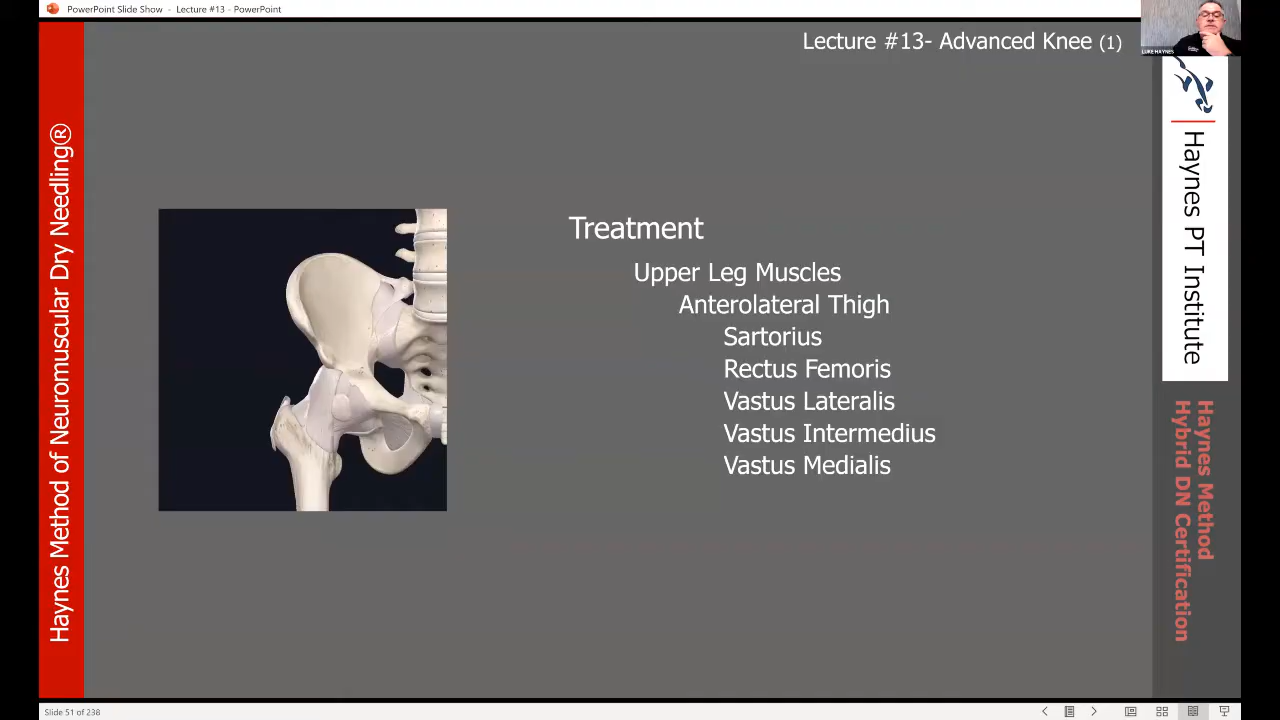 PowerPoint Slide Show - Lecture #13 - PowerPoint
Lecture #13- Advanced Knee (1)
LUKE HAYNES
Haynes Method of Neuromuscular Dry Needling®
Treatment
Upper Leg Muscles
Anterolateral Thigh
Sartorius
Rectus Femoris
Vastus Lateralis
Vastus Intermedius
Vastus Medialis
Haynes PT Institute
Haynes Method
Hybrid DN Certification
Slide 51 of 238